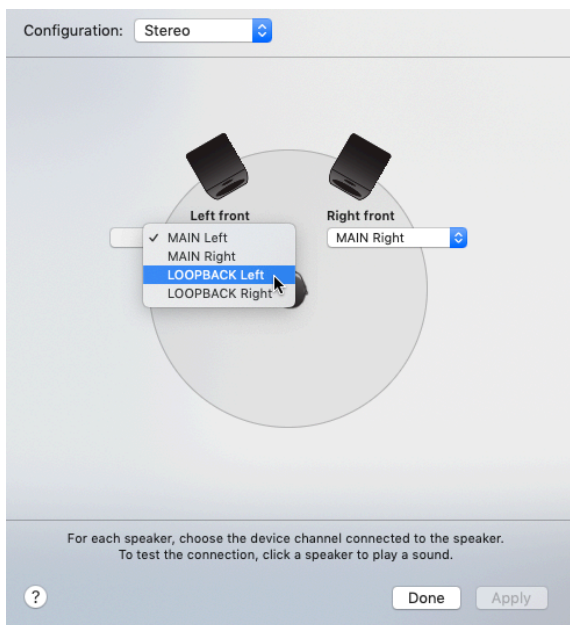 Configuration: Stereo
Left front Right front
✓ MAIN Left MAIN Right
MAIN Right
LOOPBACK Left
LOOPBACK Right
For each speaker, choose the device channel connected to the speaker.
To test the connection, click a speaker to play a sound.
? Done Apply